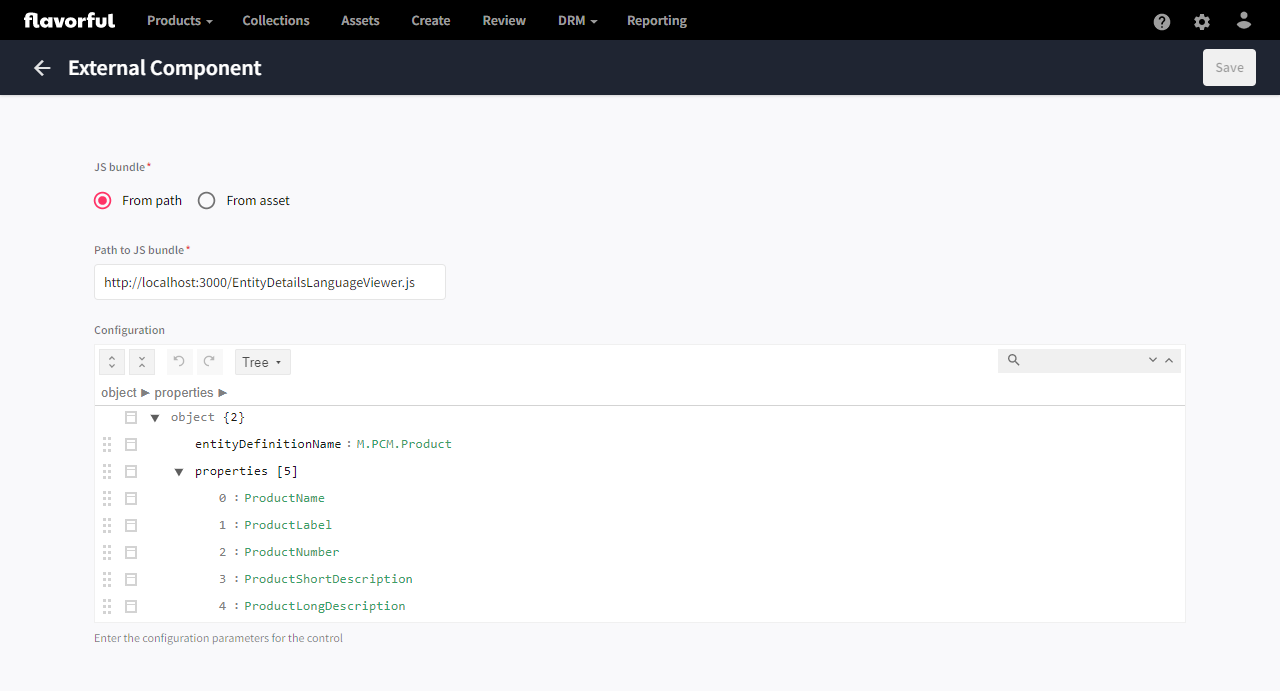 flavorful Products Collections Assets Create Review DRM Reporting
External Component Save
JS bundle*
From path From asset
Path to JS bundle*
http://localhost:3000/EntityDetailsLanguageViewer.js
Configuration
Tree
object ► properties ►
▼ object {2}
entityDefinitionName : M.PCM.Product
▼ properties [5]
0 : ProductName
1 : ProductLabel
2 : ProductNumber
3 : ProductShortDescription
4 : ProductLongDescription
Enter the configuration parameters for the control